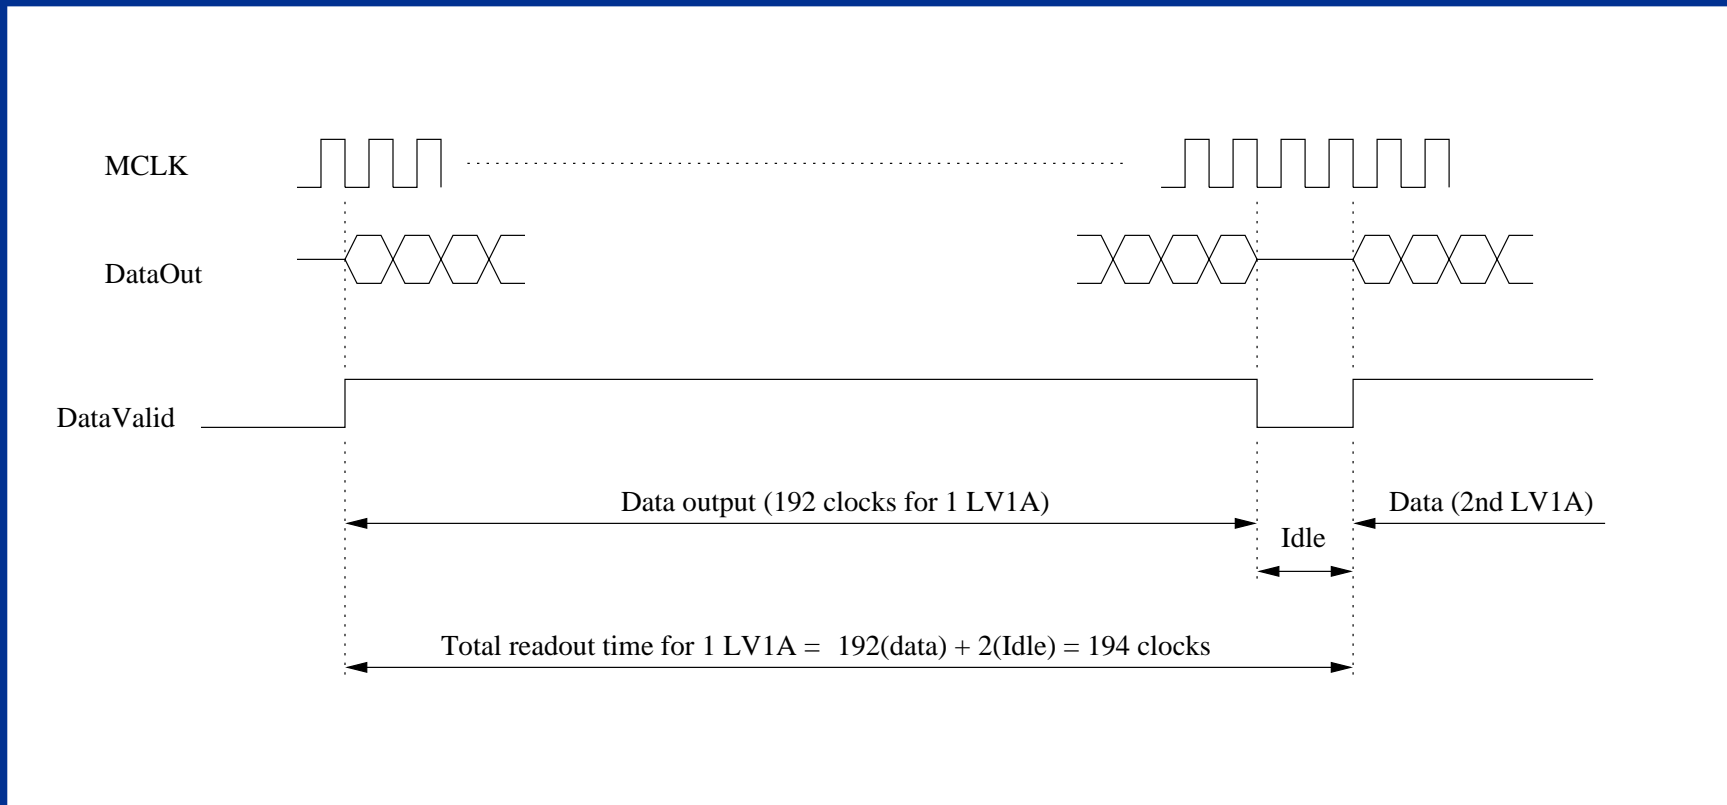 MCLK
DataOut
DataValid
Data output (192 clocks for 1 LV1A)
Data (2nd LV1A)
Idle
Total readout time for 1 LV1A =  192(data) + 2(Idle) = 194 clocks